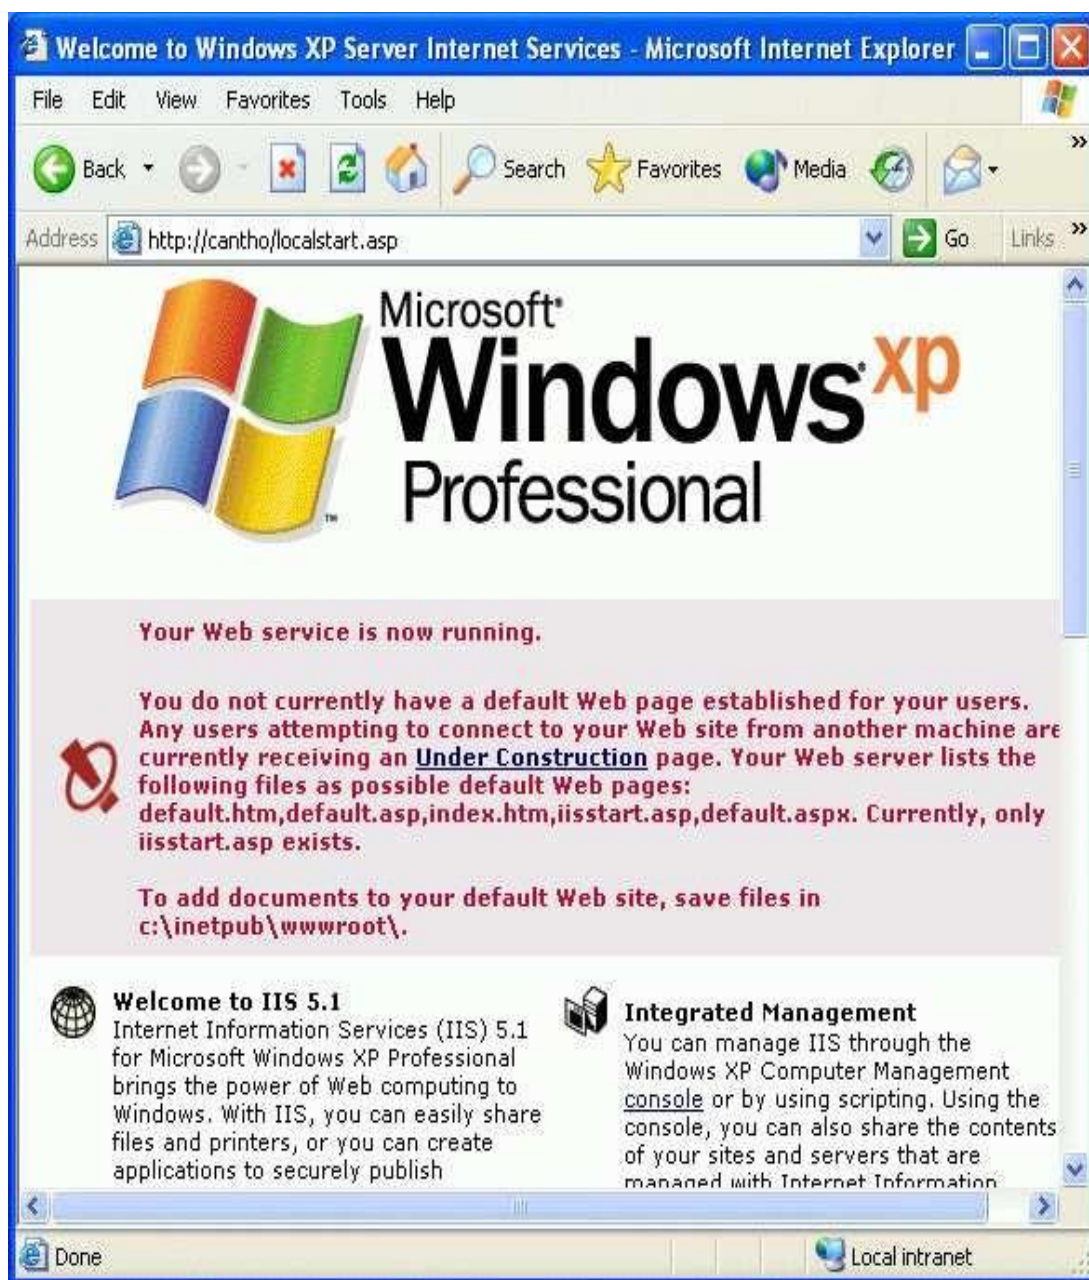 Welcome to Windows XP Server Internet Services - Microsoft Internet Explorer
File Edit View Favorites Tools Help
Back Search Favorites Media
Address http://cantho/localstart.asp Go Links
Microsoft®
Windows® xp
Professional
™
Your Web service is now running.
You do not currently have a default Web page established for your users.
Any users attempting to connect to your Web site from another machine are
currently receiving an Under Construction page. Your Web server lists the
following files as possible default Web pages:
default.htm,default.asp,index.htm,iisstart.asp,default.aspx. Currently, only
iisstart.asp exists.
To add documents to your default Web site, save files in
c:\inetpub\wwwroot\.
Welcome to IIS 5.1
Internet Information Services (IIS) 5.1
for Microsoft Windows XP Professional
brings the power of Web computing to
Windows. With IIS, you can easily share
files and printers, or you can create
applications to securely publish
Integrated Management
You can manage IIS through the
Windows XP Computer Management
console or by using scripting. Using the
console, you can also share the contents
of your sites and servers that are
managed with Internet Information
Done
Local intranet